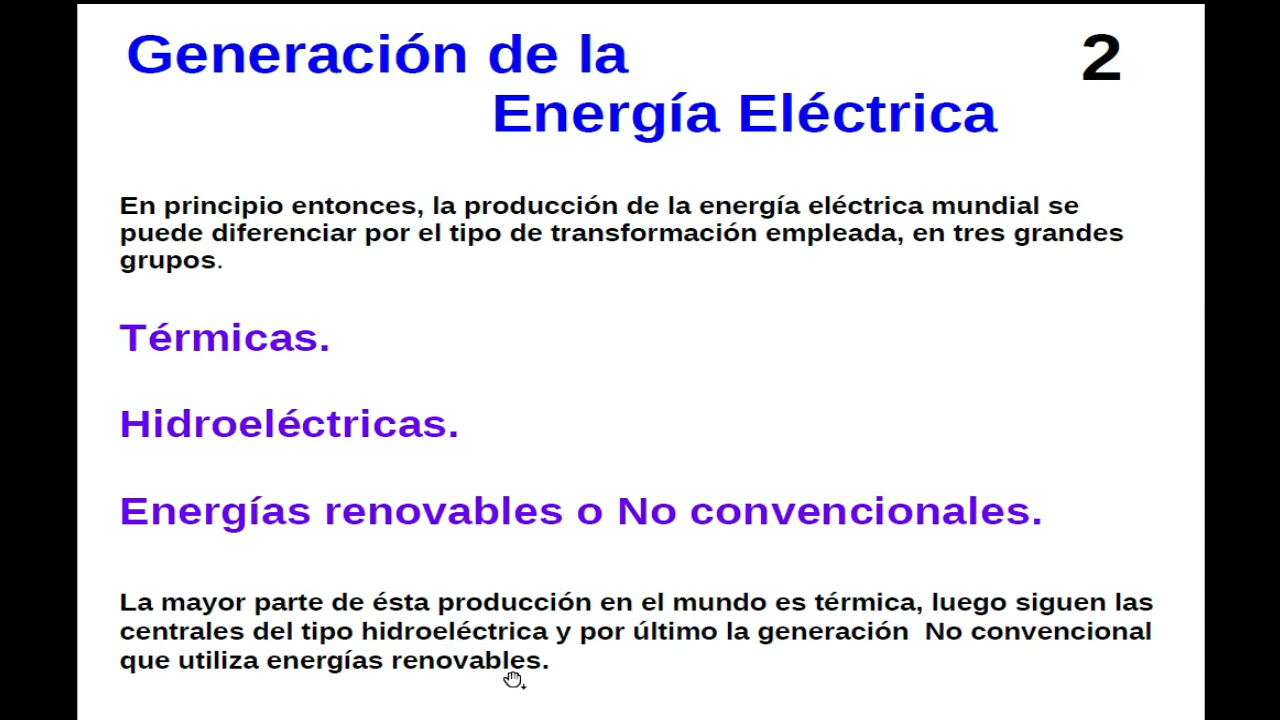 Generación de la
2
Energía Eléctrica
En principio entonces, la producción de la energía eléctrica mundial se
puede diferenciar por el tipo de transformación empleada, en tres grandes
grupos.
Térmicas.
Hidroeléctricas.
Energías renovables o No convencionales.
La mayor parte de ésta producción en el mundo es térmica, luego siguen las
centrales del tipo hidroeléctrica y por último la generación  No convencional
que utiliza energías renovables.